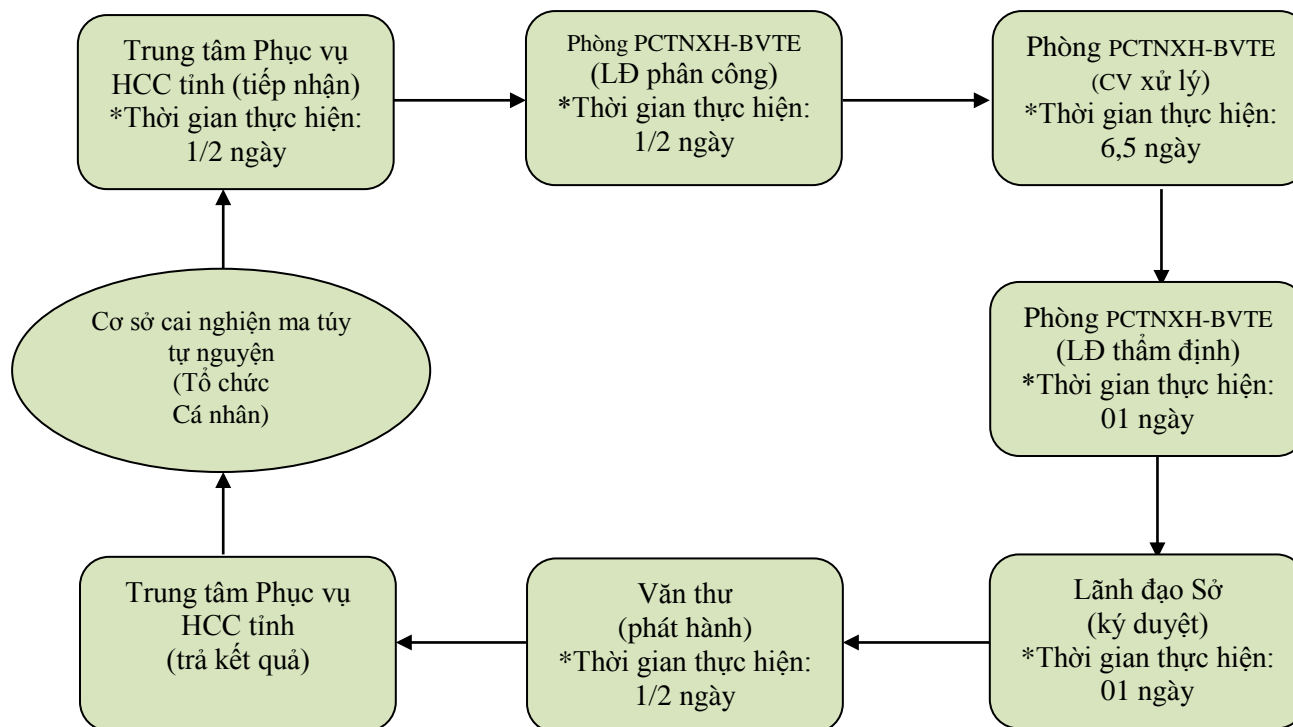 Trung tâm Phục vụ
HCC tỉnh (tiếp nhận)
*Thời gian thực hiện:
1/2 ngày
Phòng PCTNXH-BVTE
(LĐ phân công)
*Thời gian thực hiện:
1/2 ngày
Phòng PCTNXH-BVTE
(CV xử lý)
*Thời gian thực hiện:
6,5 ngày
Phòng PCTNXH-BVTE
(LĐ thẩm định)
*Thời gian thực hiện:
01 ngày
Lãnh đạo Sở
(ký duyệt)
*Thời gian thực hiện:
01 ngày
Văn thư
(phát hành)
*Thời gian thực hiện:
1/2 ngày
Trung tâm Phục vụ
HCC tỉnh
(trả kết quả)
Cơ sở cai nghiện ma túy
tự nguyện
(Tổ chức
Cá nhân)